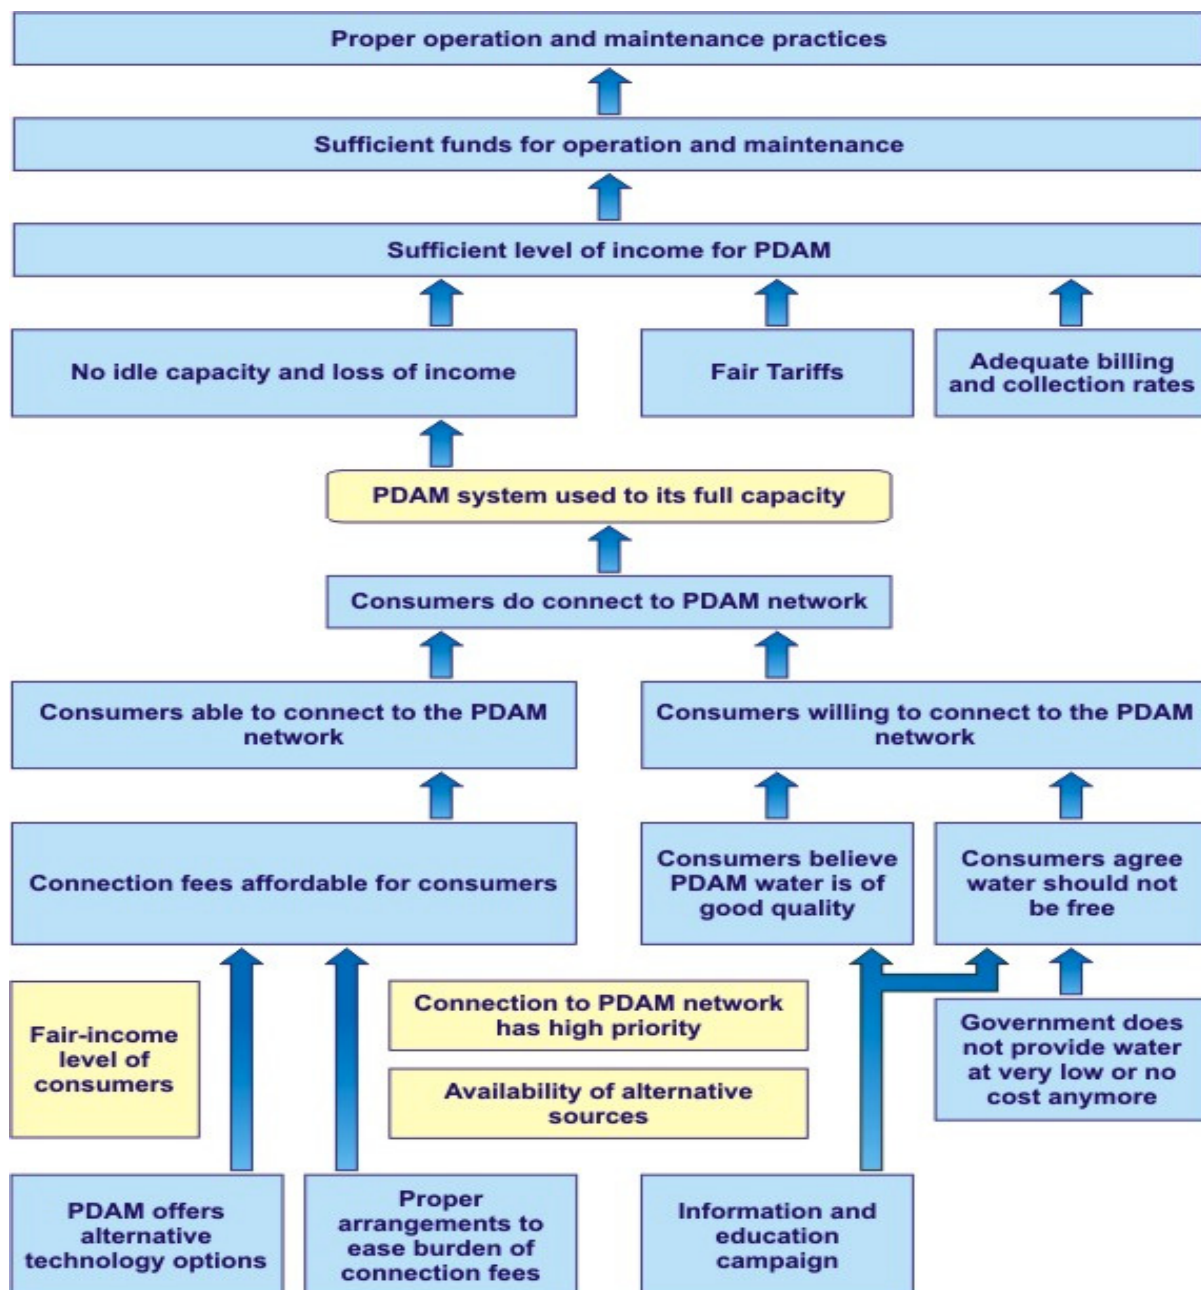 Proper operation and maintenance practices
Sufficient funds for operation and maintenance
Sufficient level of income for PDAM
No idle capacity and loss of income
Fair Tariffs
Adequate billing
and collection rates
PDAM system used to its full capacity
Consumers do connect to PDAM network
Consumers able to connect to the PDAM
network
Consumers willing to connect to the PDAM
network
Connection fees affordable for consumers
Consumers believe
PDAM water is of
good quality
Consumers agree
water should not
be free
Fair-income
level of
consumers
Connection to PDAM network
has high priority
Availability of alternative
sources
Government does
not provide water
at very low or no
cost anymore
PDAM offers
alternative
technology options
Proper
arrangements to
ease burden of
connection fees
Information and
education
campaign